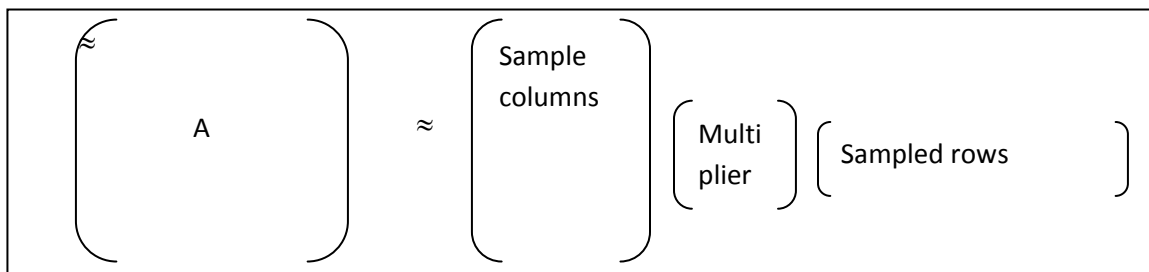 ≈
A
≈
Sample
columns
Multi
plier
Sampled rows